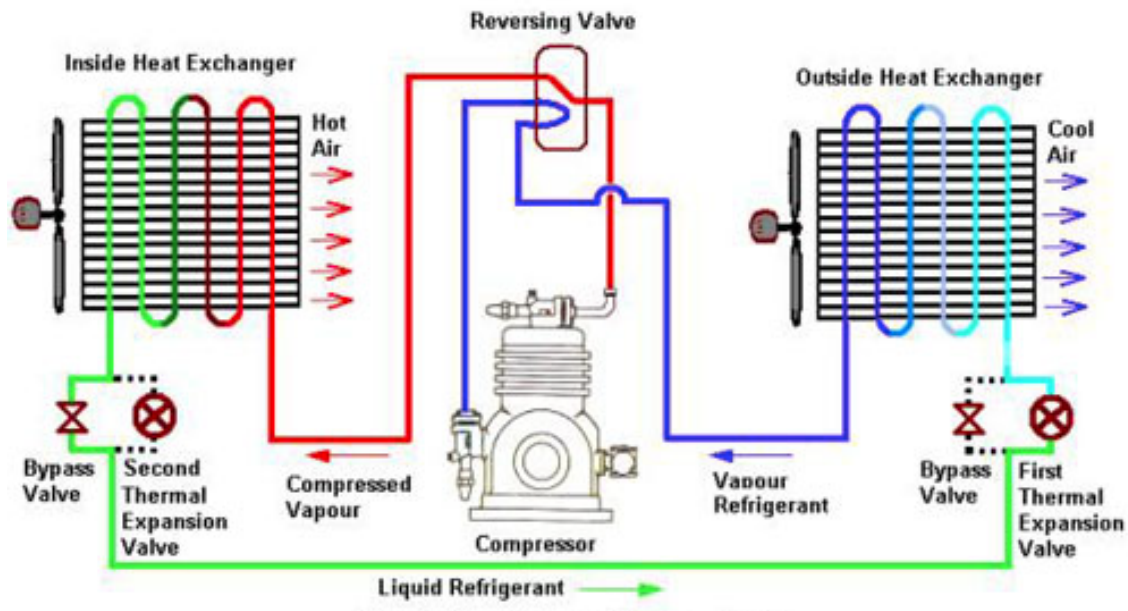 Reversing Valve
Inside Heat Exchanger
Outside Heat Exchanger
Hot
Air
Cool
Air
Bypass
Valve
Second
Thermal
Expansion
Valve
Compressed
Vapour
Compressor
Vapour
Refrigerant
Bypass
Valve
First
Thermal
Expansion
Valve
Liquid Refrigerant